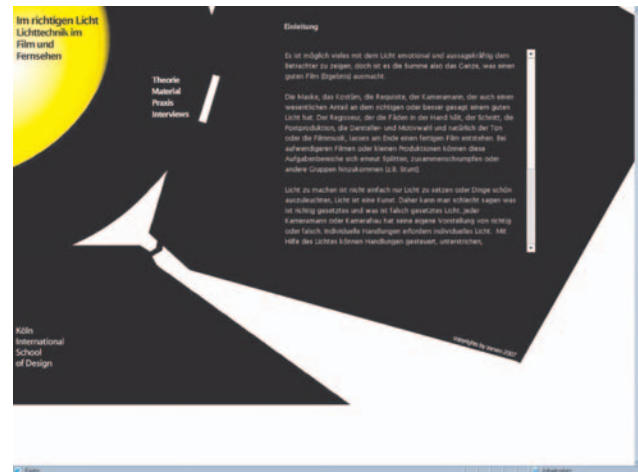 Im richtigen Licht
Lichttechnik im
Film und
Fernsehen
Theorie
Material
Praxis
Interviews
Einleitung
Es ist möglich vieles mit dem Licht emotional und aussagekräftig dem
Betrachter zu zeigen, doch ist es die Summe also das Ganze, was einen
guten Film (Ergebnis) ausmacht.
Die Maske, das Kostüm, die Requisite, der Kameramann, der auch einen
wesentlichen Anteil an dem richtigen oder besser gesagt einem guten
Licht hat. Der Regisseur, der die Fäden in der Hand hält, der Schnitt, die
Postproduktion, die Darsteller- und Motivwahl und natürlich der Ton
oder die Filmmusik, lassen am Ende einen fertigen Film entstehen. Bei
aufwendigeren Filmen oder kleinen Produktionen können diese
Aufgabenbereiche sich erneut Splitten, zusammenschrumpfen oder
andere Gruppen hinzukommen (z.B. Stunt).
Licht zu machen ist nicht einfach nur Licht zu setzen oder Dinge schön
auszuleuchten, Licht ist eine Kunst. Daher kann man schlecht sagen was
ist richtig gesetztes und was ist falsch gesetztes Licht. Jeder
Kameramann oder Kamerafrau hat seine eigene Vorstellung von richtig
oder falsch. Individuelle Handlungen erfordern individuelles Licht. Mit
Hilfe des Lichtes können Handlungen gesteuert, unterstrichen,
copyrights by 2007
Köln
International
School
of Design